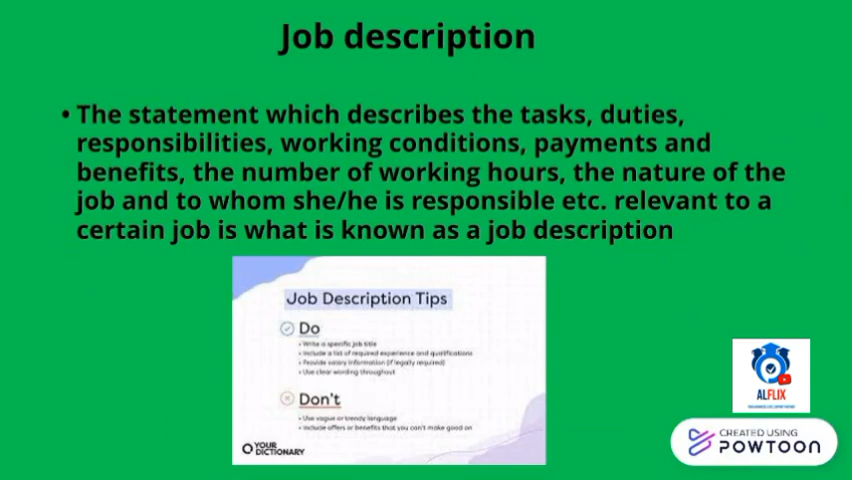 Job description
• The statement which describes the tasks, duties,
responsibilities, working conditions, payments and
benefits, the number of working hours, the nature of the
job and to whom she/he is responsible etc. relevant to a
certain job is what is known as a job description
Job Description Tips
Do
• Write a specific job title
• Include a list of required experience and qualifications
• Provide salary information (if legally required)
• Use clear wording throughout
Don't
• Use vague or trendy language
• Include offers or benefits that you can't make good on
YOUR
DICTIONARY
ALFLIX
CREATED USING
POWTOON